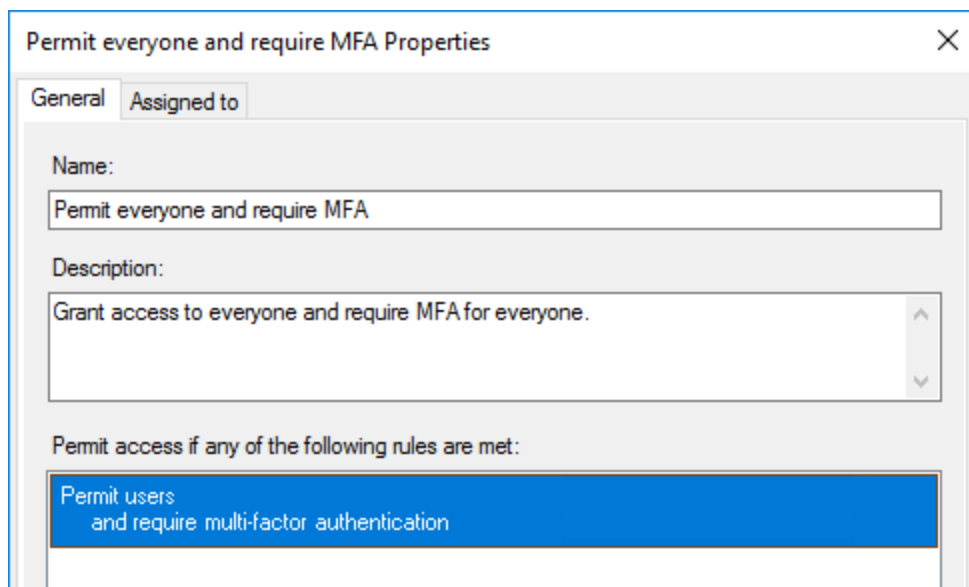 Permit everyone and require MFA Properties
General
Assigned to
Name:
Permit everyone and require MFA
Description:
Grant access to everyone and require MFA for everyone.
Permit access if any of the following rules are met:
Permit users
and require multi-factor authentication